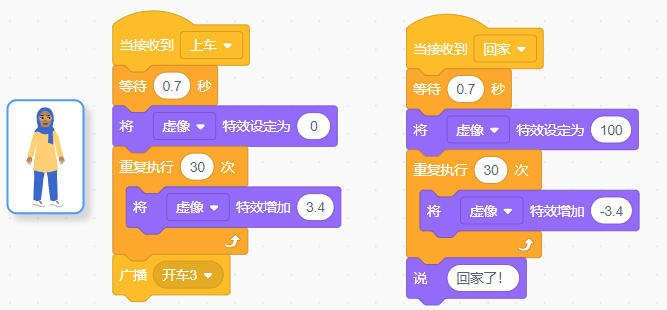 当接收到 上车
等待 0.7 秒
将 虚像 特效设定为 0
重复执行 30 次
将 虚像 特效增加 3.4
广播 开车3
当接收到 回家
等待 0.7 秒
将 虚像 特效设定为 100
重复执行 30 次
将 虚像 特效增加 -3.4
说 回家了！